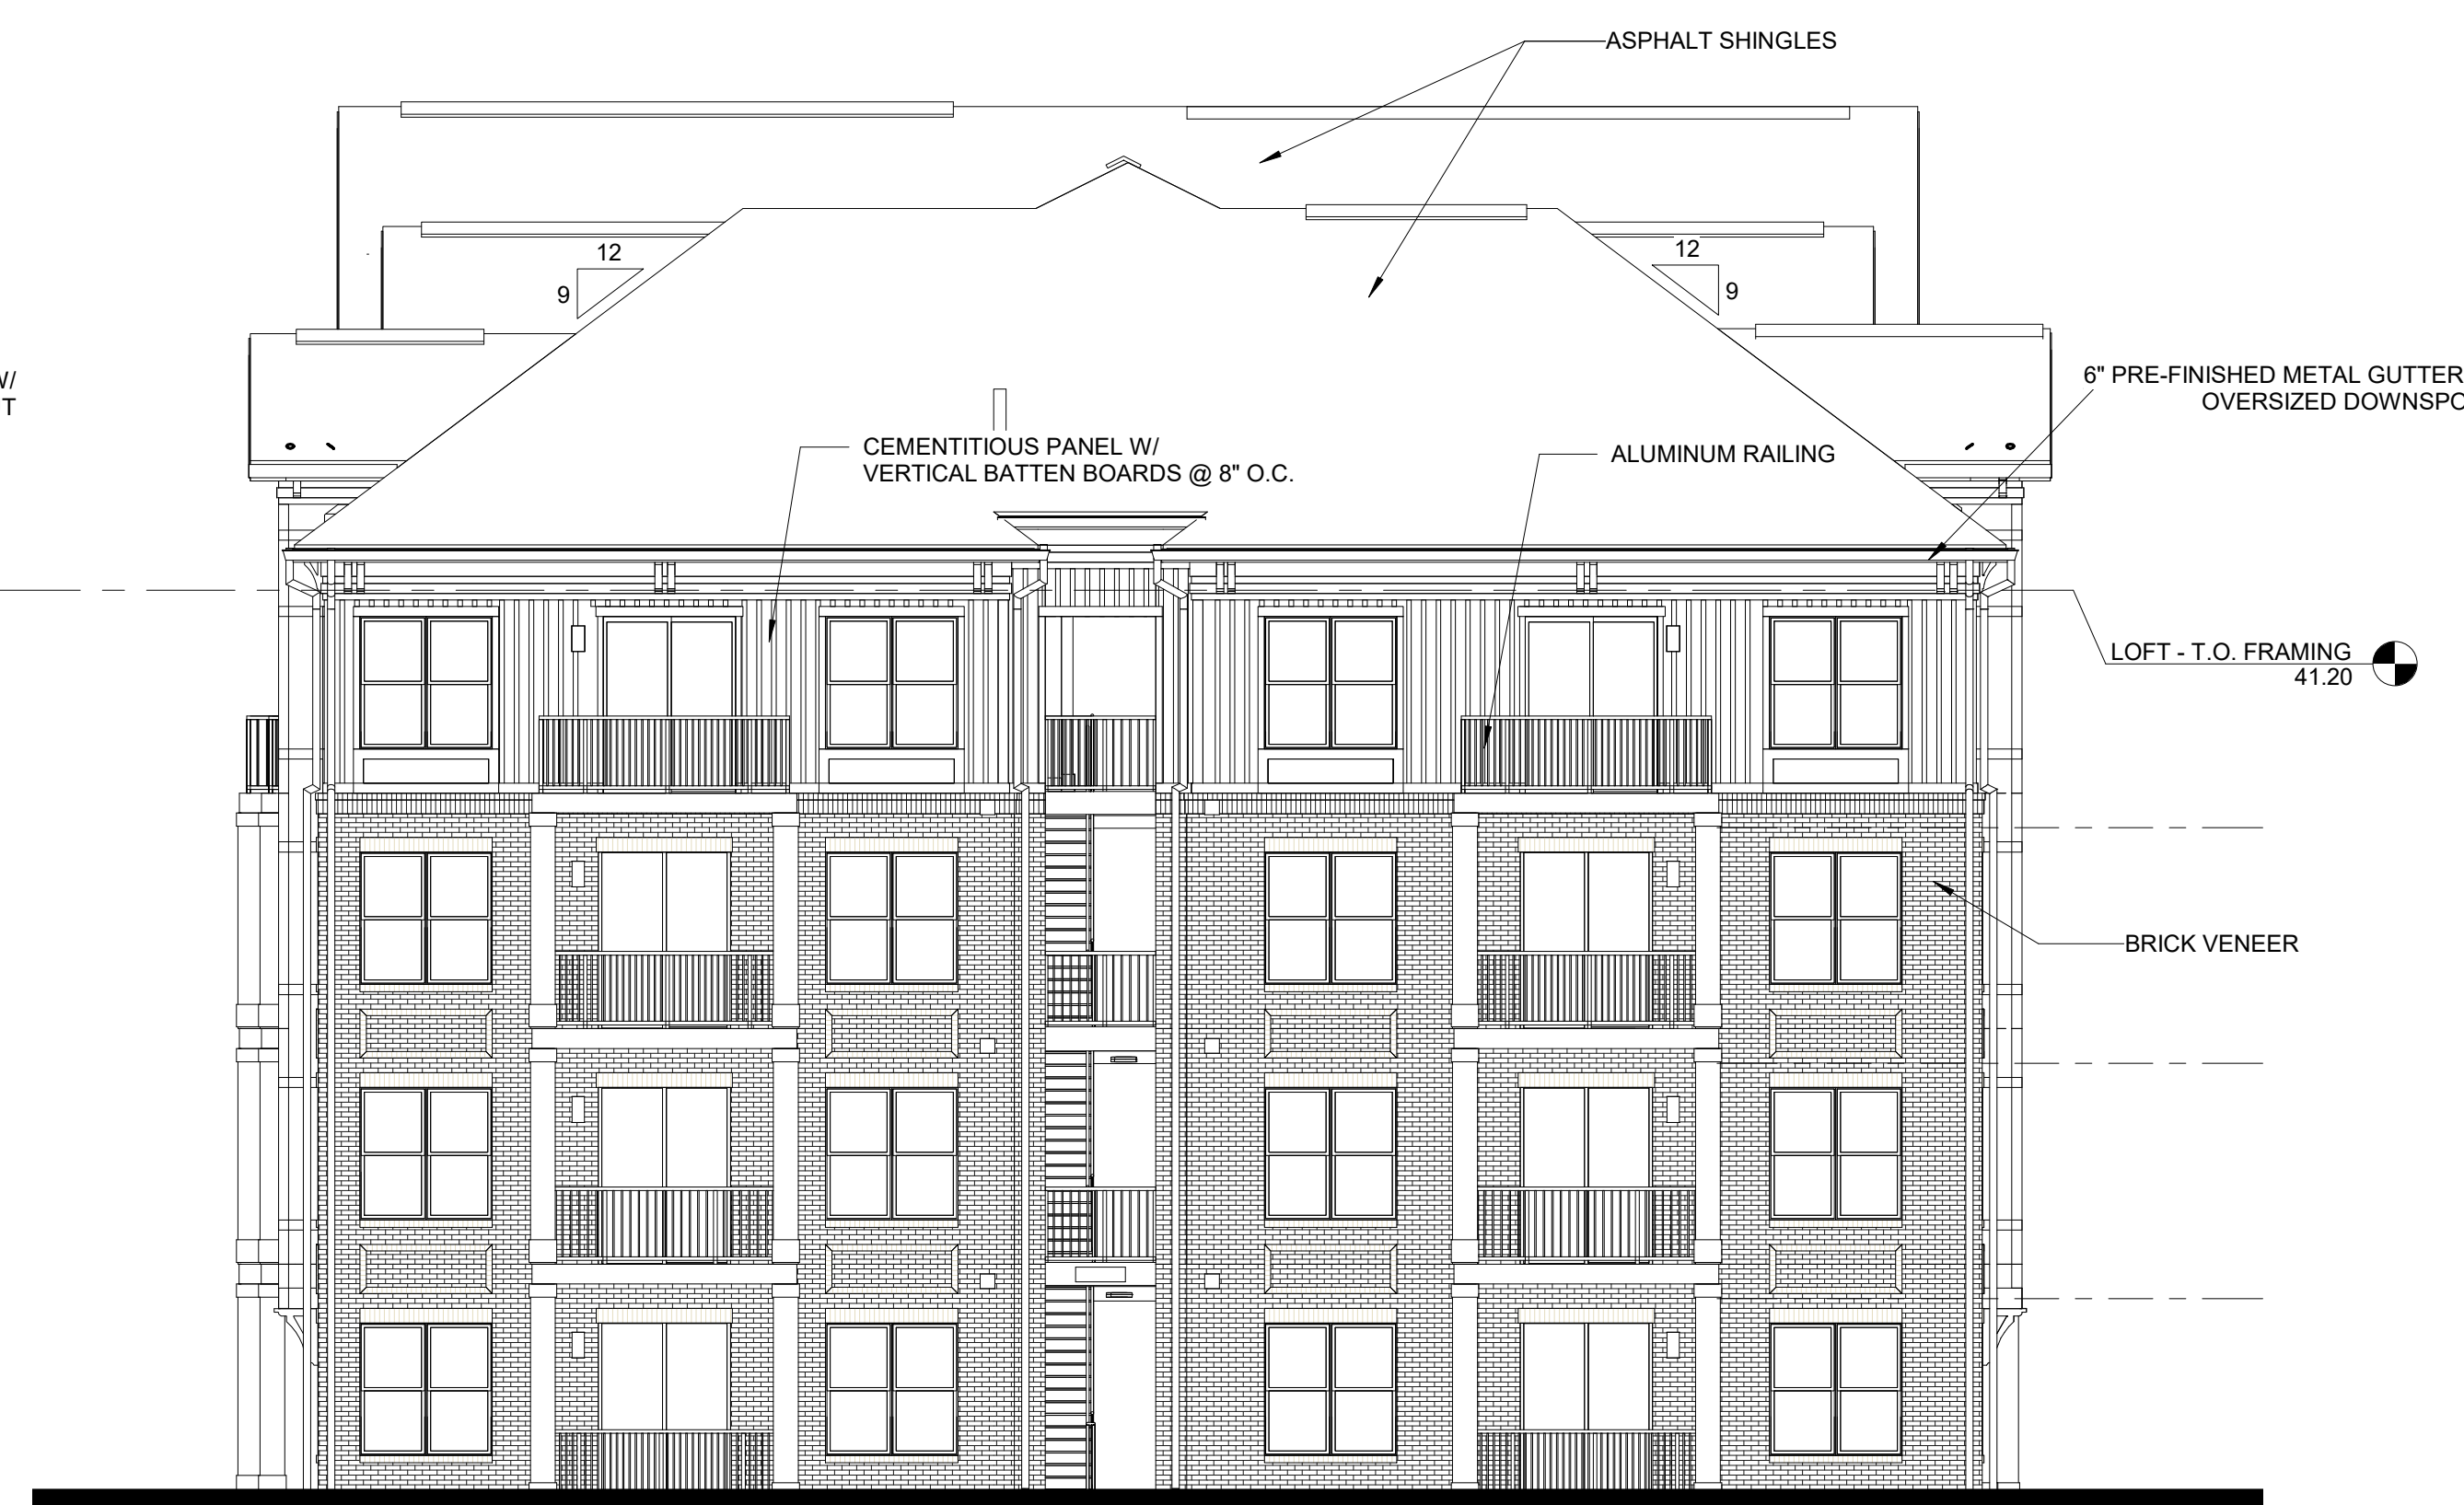 ASPHALT SHINGLES
12
9
12
9
W/
T
6" PRE-FINISHED METAL GUTTER
OVERSIZED DOWNSPO
CEMENTITIOUS PANEL W/
VERTICAL BATTEN BOARDS @ 8" O.C.
ALUMINUM RAILING
LOFT - T.O. FRAMING
41.20
BRICK VENEER